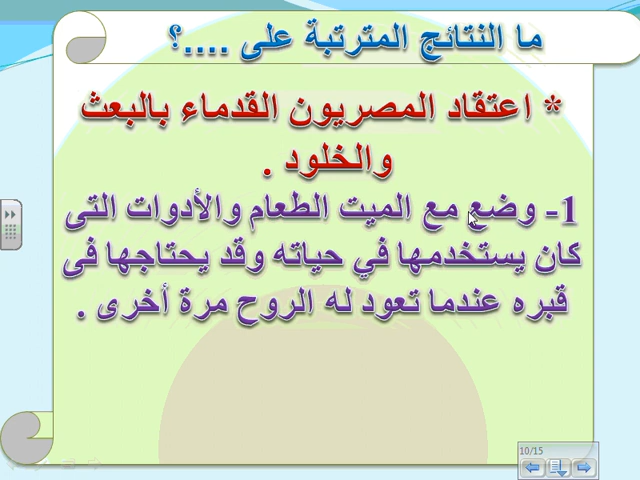 ما النتائج المترتبة على ....؟
* اعتقاد المصريون القدماء بالبعث
والخلود .
1- وضع مع الميت الطعام والأدوات التى
كان يستخدمها في حياته وقد يحتاجها فى
قبره عندما تعود له الروح مرة أخرى .
10/15